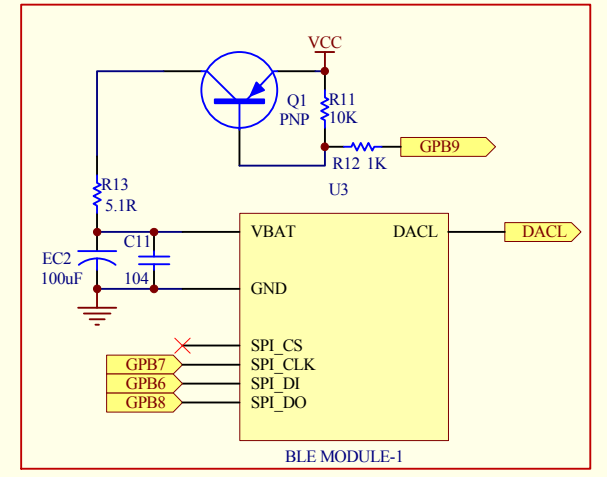 VCC
Q1
PNP
R11
10K
R12 1K
GPB9
U3
R13
5.1R
EC2
100uF
C11
104
VBAT
DACL
DACL
GND
SPI_CS
GPB7
SPI_CLK
GPB6
SPI_DI
GPB8
SPI_DO
BLE MODULE-1